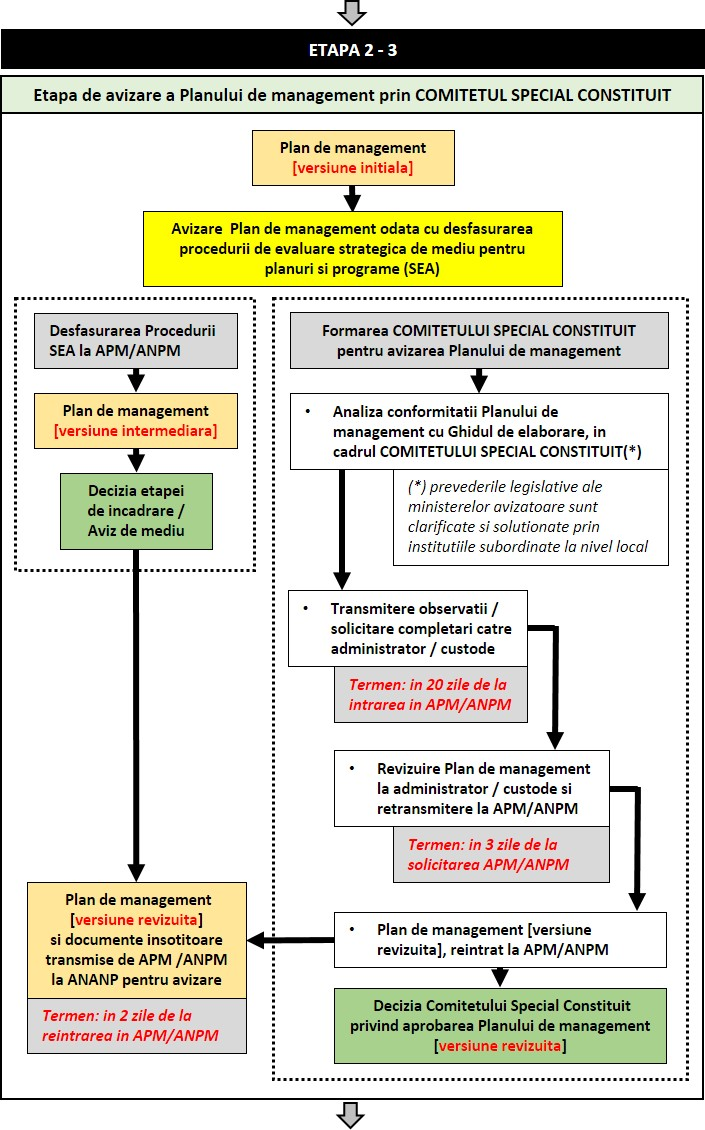 ETAPA 2 - 3
Etapa de avizare a Planului de management prin COMITETUL SPECIAL CONSTITUIT
Plan de management
[versiune initiala]
Avizare Plan de management odata cu desfasurarea
procedurii de evaluare strategica de mediu pentru
planuri si programe (SEA)
Desfasurarea Procedurii
SEA la APM/ANPM
Plan de management
[versiune intermediara]
Decizia etapei
de incadrare /
Aviz de mediu
Formarea COMITETULUI SPECIAL CONSTITUIT
pentru avizarea Planului de management
• Analiza conformitatii Planului de
management cu Ghidul de elaborare, in
cadrul COMITETULUI SPECIAL CONSTITUIT(*)
(*) prevederile legislative ale
ministerelor avizatoare sunt
clarificate si solutionate prin
institutiile subordinate la nivel local
• Transmitere observatii /
solicitare completari catre
administrator / custode
Termen: in 20 zile de la
intrarea in APM/ANPM
• Revizuire Plan de management
la administrator / custode si
retransmitere la APM/ANPM
Termen: in 3 zile de la
solicitarea APM/ANPM
• Plan de management [versiune
revizuita], reintrat la APM/ANPM
Decizia Comitetului Special Constituit
privind aprobarea Planului de management
[versiune revizuita]
Plan de management
[versiune revizuita]
si documente insotitoare
transmise de APM /ANPM
la ANANP pentru avizare
Termen: in 2 zile de la
reintrarea in APM/ANPM